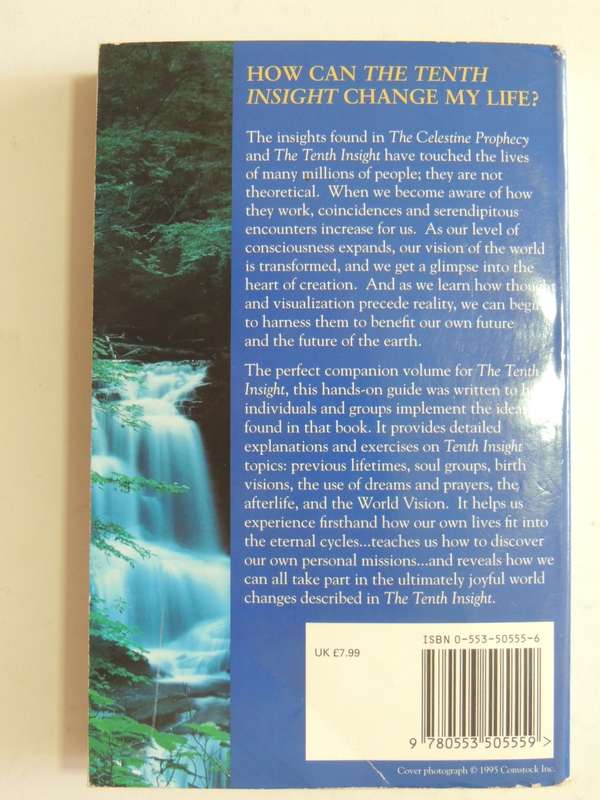 HOW CAN THE TENTH
INSIGHT CHANGE MY LIFE?
The insights found in The Celestine Prophecy
and The Tenth Insight have touched the lives
of many millions of people; they are not
theoretical. When we become aware of how
they work, coincidences and serendipitous
encounters increase for us. As our level of
consciousness expands, our vision of the world
is transformed, and we get a glimpse into the
heart of creation. And as we learn how thought
and visualization precede reality, we can begin
to harness them to benefit our own future
and the future of the earth.
The perfect companion volume for The Tenth
Insight, this hands-on guide was written to
individuals and groups implement the ideas
found in that book. It provides detailed
explanations and exercises on Tenth Insight
topics: previous lifetimes, soul groups, birth
visions, the use of dreams and prayers, the
afterlife, and the World Vision. It helps us
experience firsthand how our own lives fit into
the eternal cycles...teaches us how to discover
our own personal missions...and reveals how we
can all take part in the ultimately joyful world
changes described in The Tenth Insight.
UK £7.99
ISBN 0-553-50555-6
9 780553 505559 >
Cover photograph © 1995 Comstock Inc.